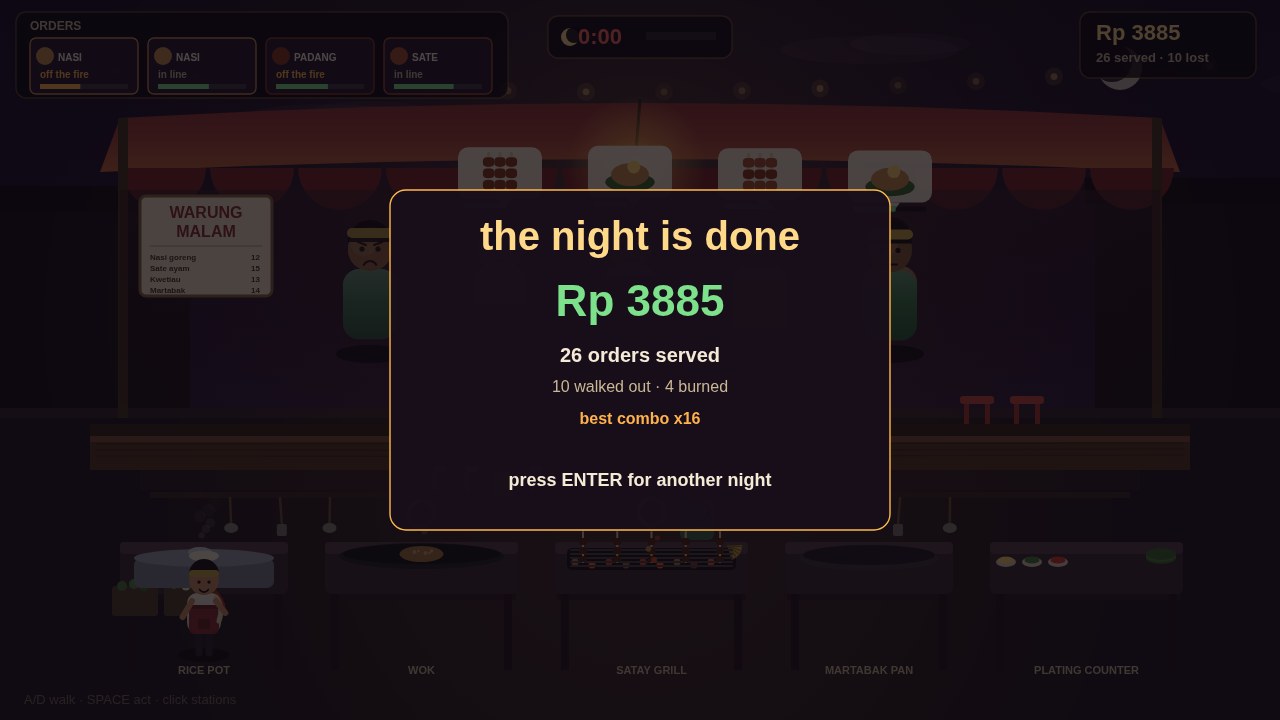 ORDERS
NASI
off the fire
NASI
in line
PADANG
off the fire
SATE
in line
0:00
Rp 3885
26 served · 10 lost
WARUNG
MALAM
Nasi goreng 12
Sate ayam 15
Kwetiau 13
Martabak 14
the night is done
Rp 3885
26 orders served
10 walked out · 4 burned
best combo x16
press ENTER for another night
RICE POT
WOK
SATAY GRILL
MARTABAK PAN
PLATING COUNTER
A/D walk · SPACE act · click stations